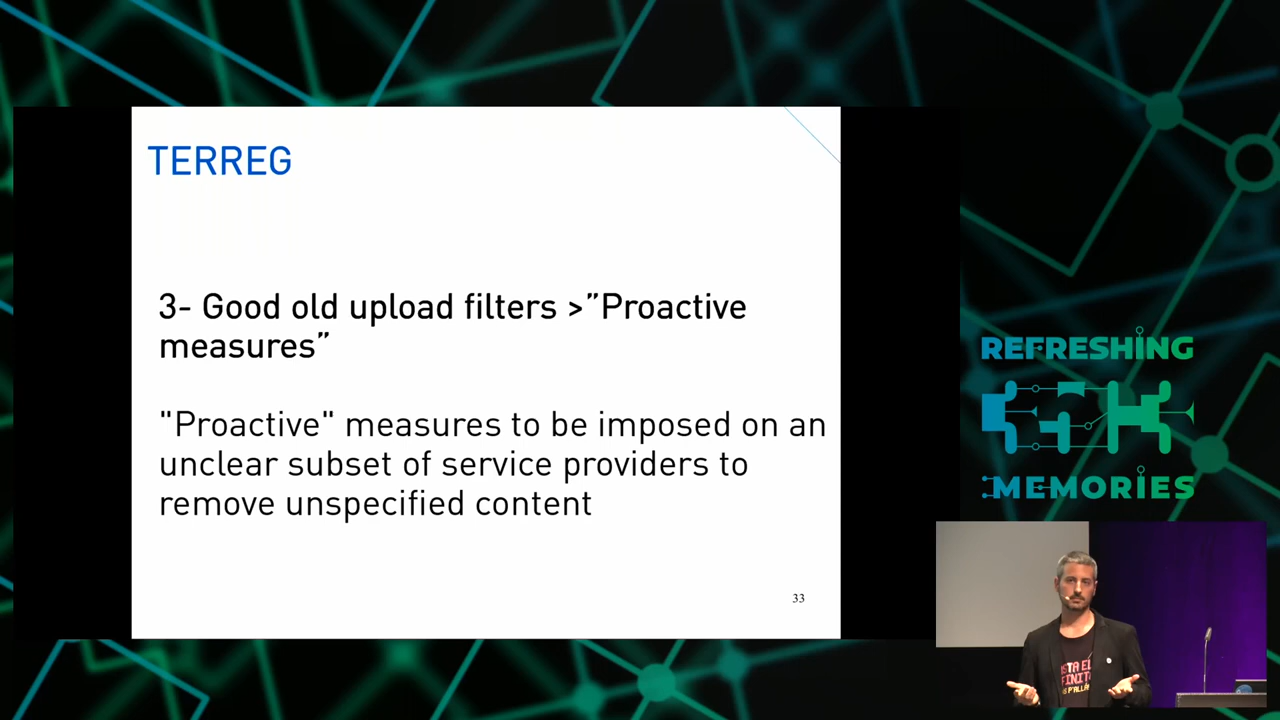 TERREG
3- Good old upload filters >”Proactive
measures”
"Proactive" measures to be imposed on an
unclear subset of service providers to
remove unspecified content
33
REFRESHING
MEMORIES